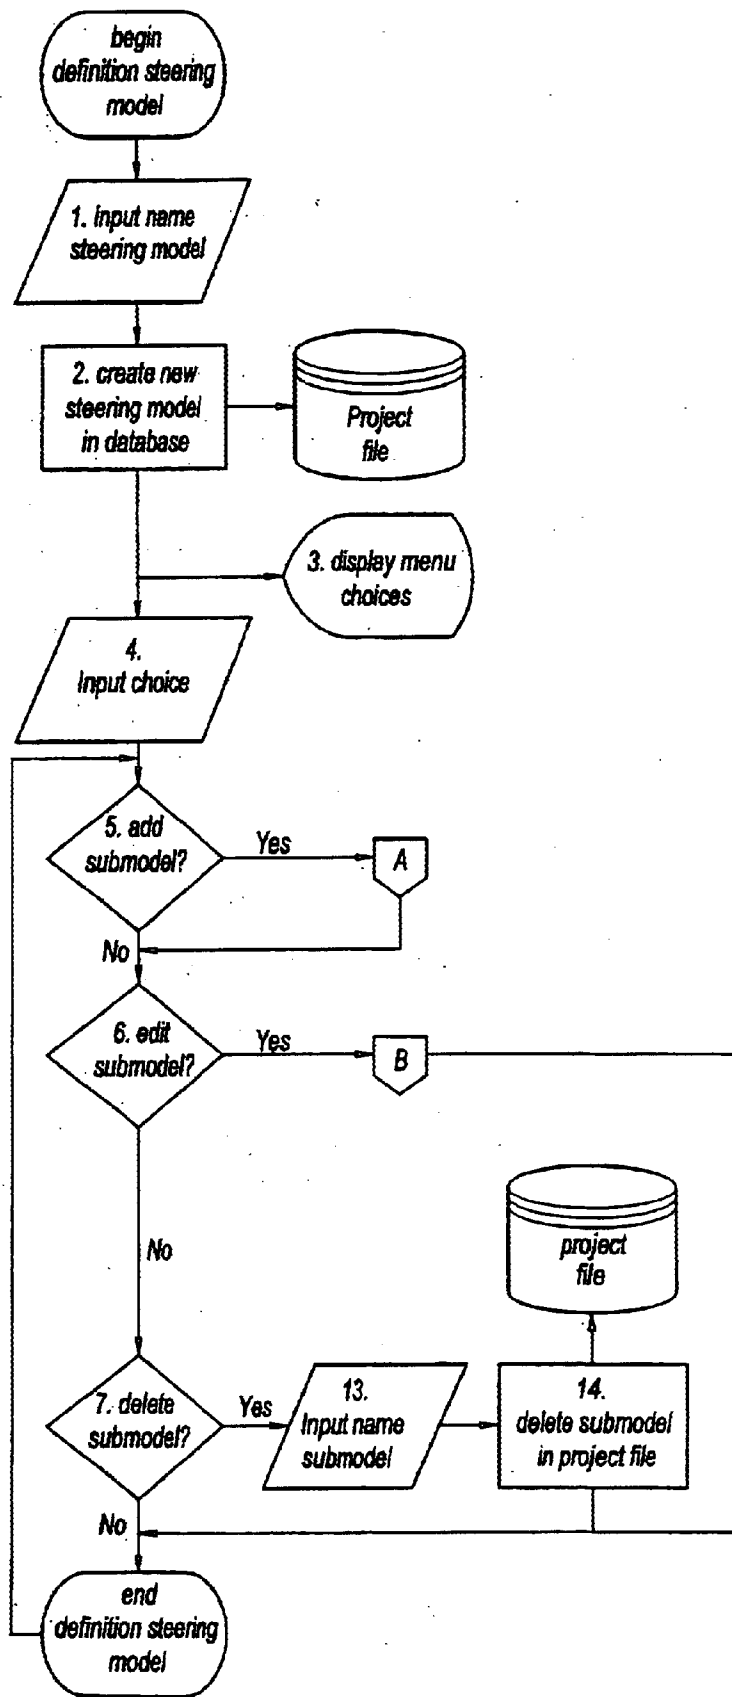 begin
definition steering
model
1. Input name
steering model
2. create new
steering model
in database
Project
file
3. display menu
choices
4.
Input choice
5. add
submodel?
Yes
A
No
6. edit
submodel?
Yes
B
No
project
file
7. delete
submodel?
Yes
13.
Input name
submodel
14.
delete submodel
in project file
No
end
definition steering
model